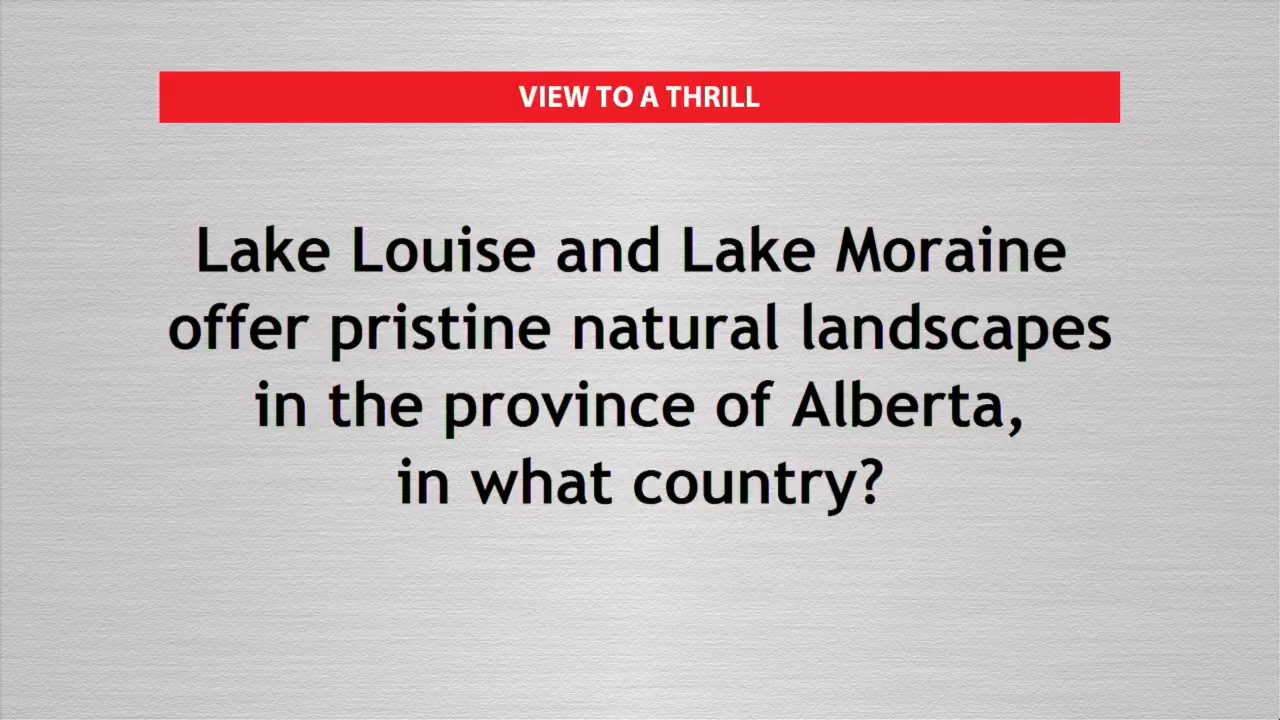 VIEW TO A THRILL
Lake Louise and Lake Moraine
offer pristine natural landscapes
in the province of Alberta,
in what country?